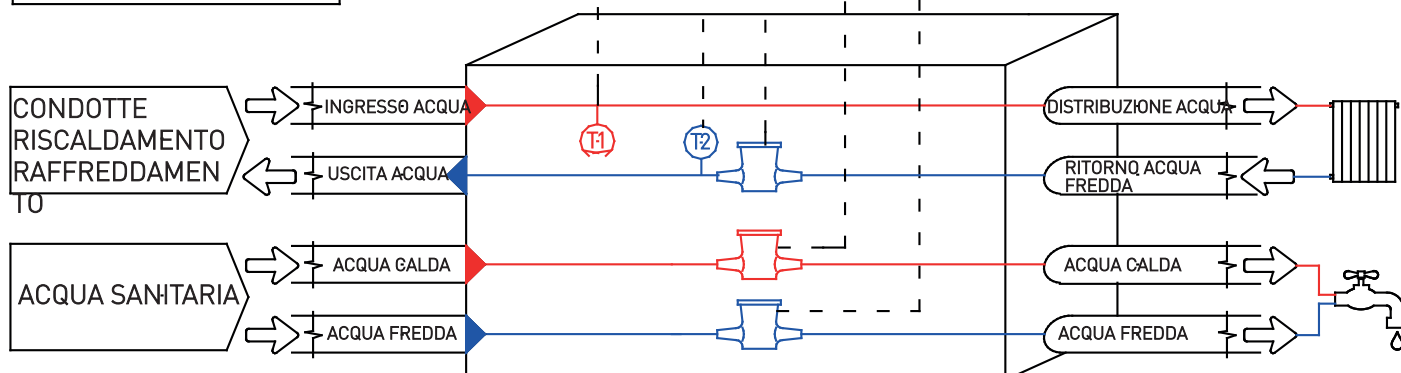 CONDOTTE
RISCALDAMENTO
RAFFREDDAMEN
TO
INGRESSO ACQUA
T1
T2
DISTRIBUZIONE ACQUA
USCITA ACQUA
RITORNO ACQUA
FREDDA
ACQUA SANITARIA
ACQUA CALDA
ACQUA CALDA
ACQUA FREDDA
ACQUA FREDDA